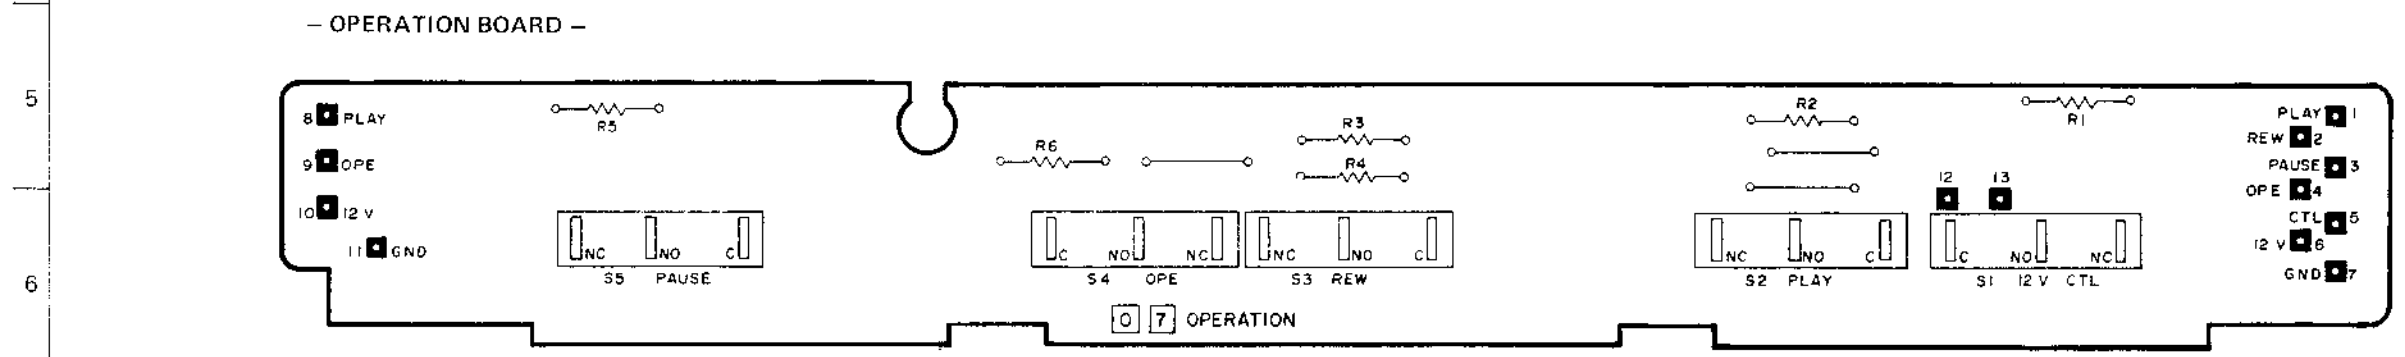 – OPERATION BOARD –
5
6
8 PLAY
9 OPE
10 12 V
11 GND
R5
R6
R3
R4
R2
R1
12 13
PLAY 1
REW 2
PAUSE 3
OPE 4
CTL 5
12 V 6
GND 7
NC NO C
S5 PAUSE
C NO NC
S4 OPE
NC NO C
S3 REW
NC NO C
S2 PLAY
C NO NC
S1 12 V CTL
0 7 OPERATION